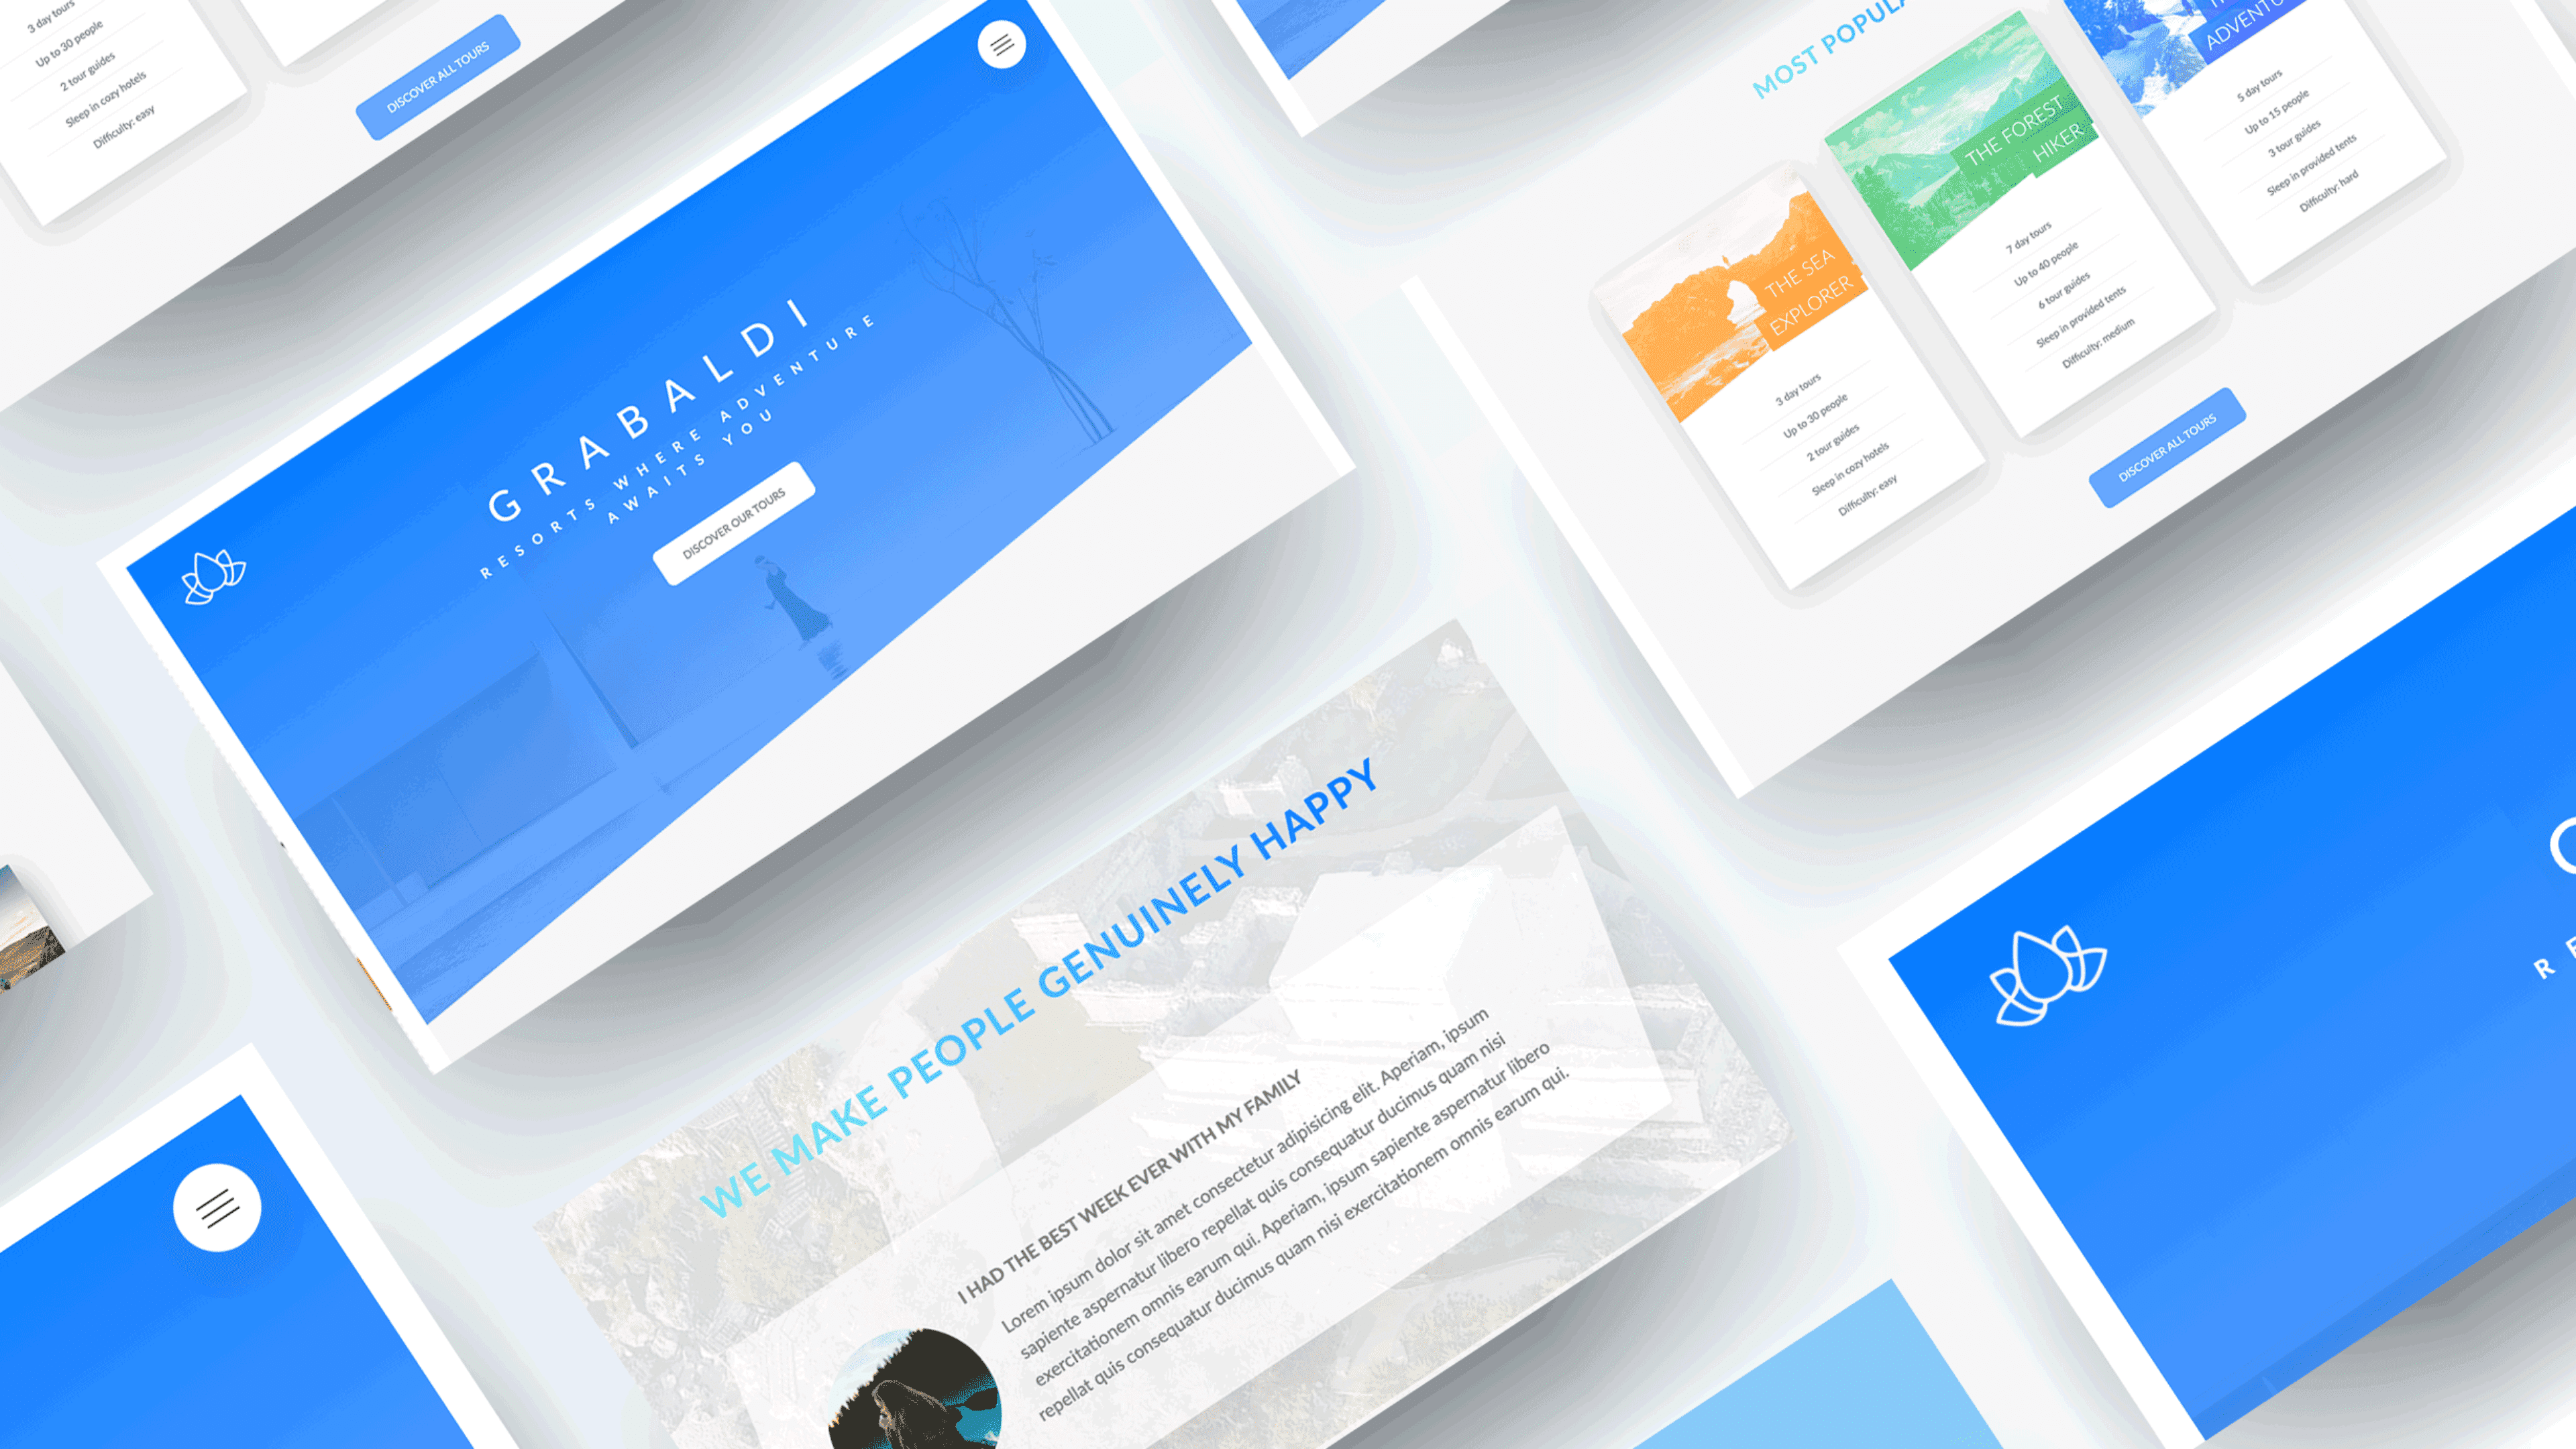 3 day tours
Up to 30 people
2 tour guides
Sleep in cozy hotels
Difficulty: easy
DISCOVER ALL TOURS
GRABALDI
RESORTS WHERE ADVENTURE
AWAITS YOU
DISCOVER OUR TOURS
MOST
THE SEA
EXPLORER
3 day tours
Up to 30 people
2 tour guides
Sleep in cozy hotels
Difficulty: easy
THE FOREST
HIKER
7 day tours
Up to 40 people
6 tour guides
Sleep in provided tents
Difficulty: medium
5 day tours
Up to 15 people
3 tour guides
Sleep in provided tents
Difficulty: hard
DISCOVER ALL TOURS
WE MAKE PEOPLE GENUINELY HAPPY
I HAD THE BEST WEEK EVER WITH MY FAMILY
Lorem ipsum dolor sit amet consectetur adipisicing elit. Aperiam, ipsum
sapiente aspernatur libero repellat quis consequatur ducimus quam nisi
exercitationem omnis earum qui. Aperiam, ipsum sapiente aspernatur libero
repellat quis consequatur ducimus quam nisi exercitationem omnis earum qui.